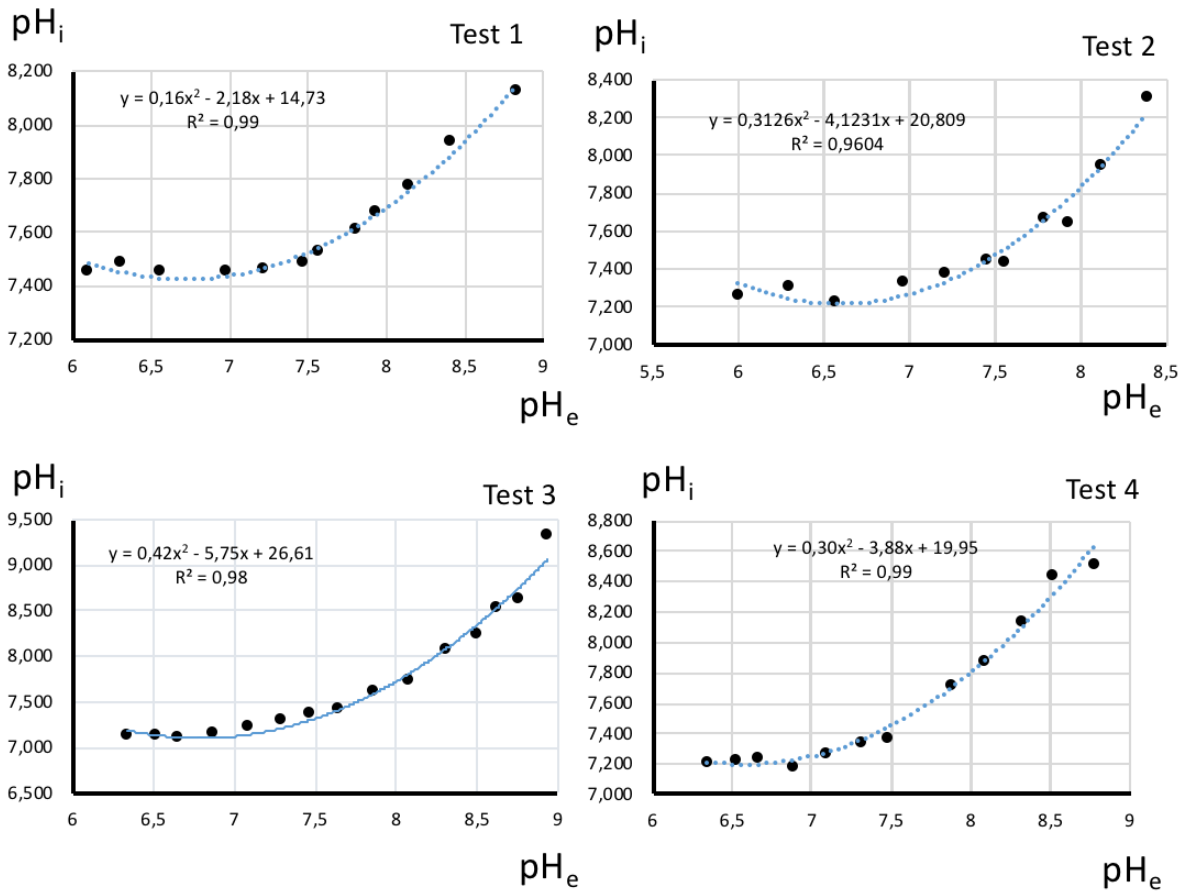 pHi
Test 1
8,200
8,000
7,800
7,600
7,400
7,200
y = 0,16x² - 2,18x + 14,73
R² = 0,99
6 6,5 7 7,5 8 8,5 9
pHe
pHi
Test 2
8,400
8,200
8,000
7,800
7,600
7,400
7,200
7,000
y = 0,3126x² - 4,1231x + 20,809
R² = 0,9604
5,5 6 6,5 7 7,5 8 8,5
pHe
pHi
Test 3
9,500
9,000
8,500
8,000
7,500
7,000
6,500
y = 0,42x² - 5,75x + 26,61
R² = 0,98
6 6,5 7 7,5 8 8,5 9
pHe
pHi
Test 4
8,800
8,600
8,400
8,200
8,000
7,800
7,600
7,400
7,200
7,000
y = 0,30x² - 3,88x + 19,95
R² = 0,99
6 6,5 7 7,5 8 8,5 9
pHe